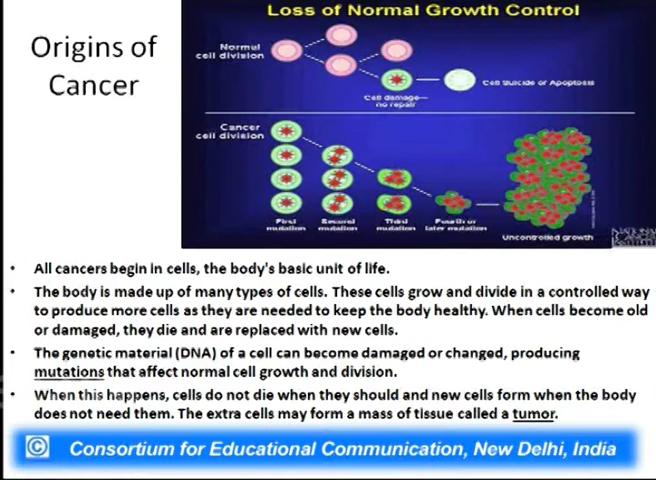 Origins of
Cancer
Loss of Normal Growth Control
Normal
cell division
Cell damage—
no repair
Cell Suicide or Apoptosis
Cancer
cell division
First
mutation
Second
mutation
Third
mutation
Fourth or
later mutation
Uncontrolled growth
• All cancers begin in cells, the body's basic unit of life.
• The body is made up of many types of cells. These cells grow and divide in a controlled way
to produce more cells as they are needed to keep the body healthy. When cells become old
or damaged, they die and are replaced with new cells.
• The genetic material (DNA) of a cell can become damaged or changed, producing
mutations that affect normal cell growth and division.
• When this happens, cells do not die when they should and new cells form when the body
does not need them. The extra cells may form a mass of tissue called a tumor.
© Consortium for Educational Communication, New Delhi, India